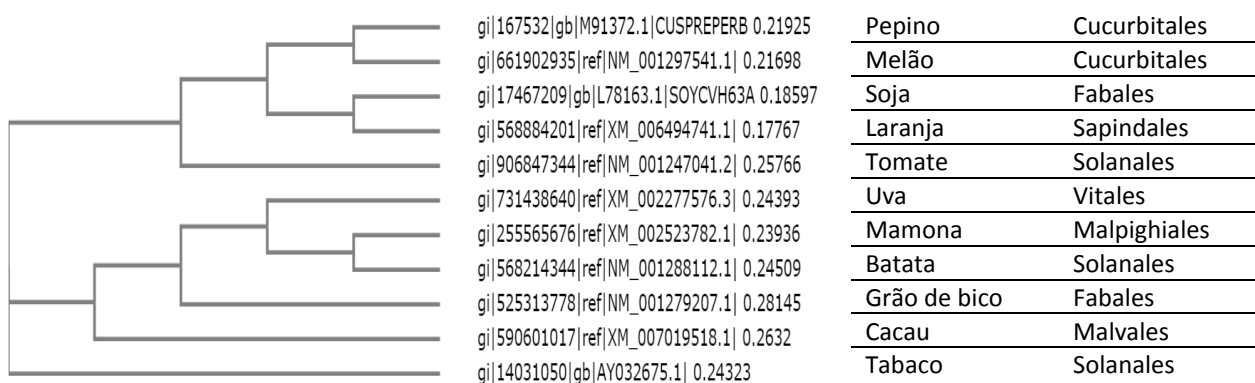 gi|167532|gb|M91372.1|CUSPREPERB 0.21925 Pepino Cucurbitales
gi|661902935|ref|NM_001297541.1| 0.21698 Melão Cucurbitales
gi|17467209|gb|L78163.1|SOYCVH63A 0.18597 Soja Fabales
gi|568884201|ref|XM_006494741.1| 0.17767 Laranja Sapindales
gi|906847344|ref|NM_001247041.2| 0.25766 Tomate Solanales
gi|731438640|ref|XM_002277576.3| 0.24393 Uva Vitales
gi|255565676|ref|XM_002523782.1| 0.23936 Mamona Malpighiales
gi|568214344|ref|NM_001288112.1| 0.24509 Batata Solanales
gi|525313778|ref|NM_001279207.1| 0.28145 Grão de bico Fabales
gi|590601017|ref|XM_007019518.1| 0.2632 Cacau Malvales
gi|14031050|gb|AY032675.1| 0.24323 Tabaco Solanales